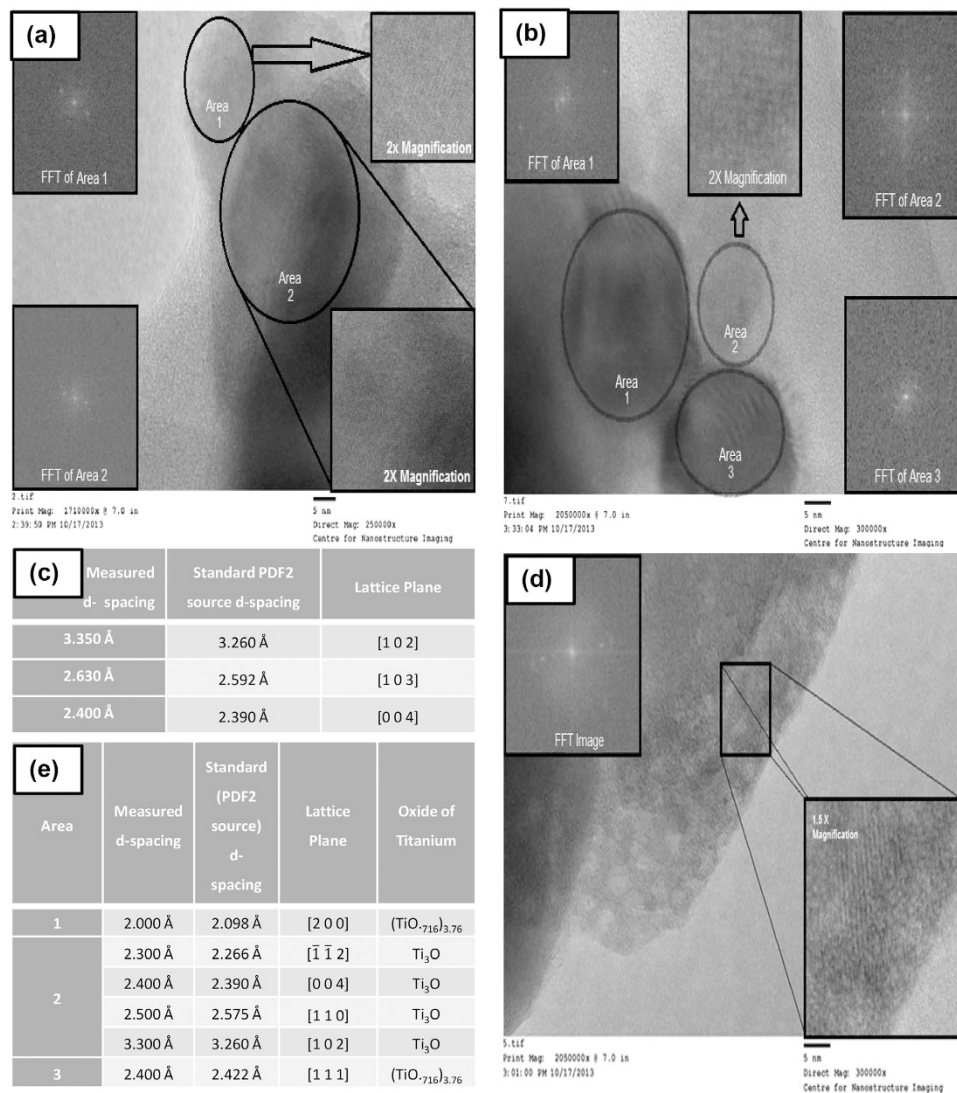 (a)
Area
1
2x Magnification
FFT of Area 1
Area
2
FFT of Area 2
2X Magnification
2.tif
Print Mag: 1710000x @ 7.0 in
2:39:50 PM 10/17/2013
5 nm
Direct Mag: 250000x
Centre for Nanostructure Imaging
(b)
FFT of Area 1
2X Magnification
FFT of Area 2
Area
1
Area
2
Area
3
FFT of Area 3
7.tif
Print Mag: 2050000x @ 7.0 in
3:33:04 PM 10/17/2013
5 nm
Direct Mag: 300000x
Centre for Nanostructure Imaging
(c)
Measured d- spacing | Standard PDF2 source d-spacing | Lattice Plane
3.350 Å | 3.260 Å | [1 0 2]
2.630 Å | 2.592 Å | [1 0 3]
2.400 Å | 2.390 Å | [0 0 4]
(d)
FFT Image
1.5 X
Magnification
5.tif
Print Mag: 2050000x @ 7.0 in
3:01:00 PM 10/17/2013
5 nm
Direct Mag: 300000x
Centre for Nanostructure Imaging
(e)
Area | Measured d-spacing | Standard (PDF2 source) d-spacing | Lattice Plane | Oxide of Titanium
1 | 2.000 Å | 2.098 Å | [2 0 0] | (TiO.₇₁₆)₃.₇₆
2 | 2.300 Å | 2.266 Å | [1̅ 1̅ 2] | Ti₃O
2.400 Å | 2.390 Å | [0 0 4] | Ti₃O
2.500 Å | 2.575 Å | [1 1 0] | Ti₃O
3.300 Å | 3.260 Å | [1 0 2] | Ti₃O
3 | 2.400 Å | 2.422 Å | [1 1 1] | (TiO.₇₁₆)₃.₇₆